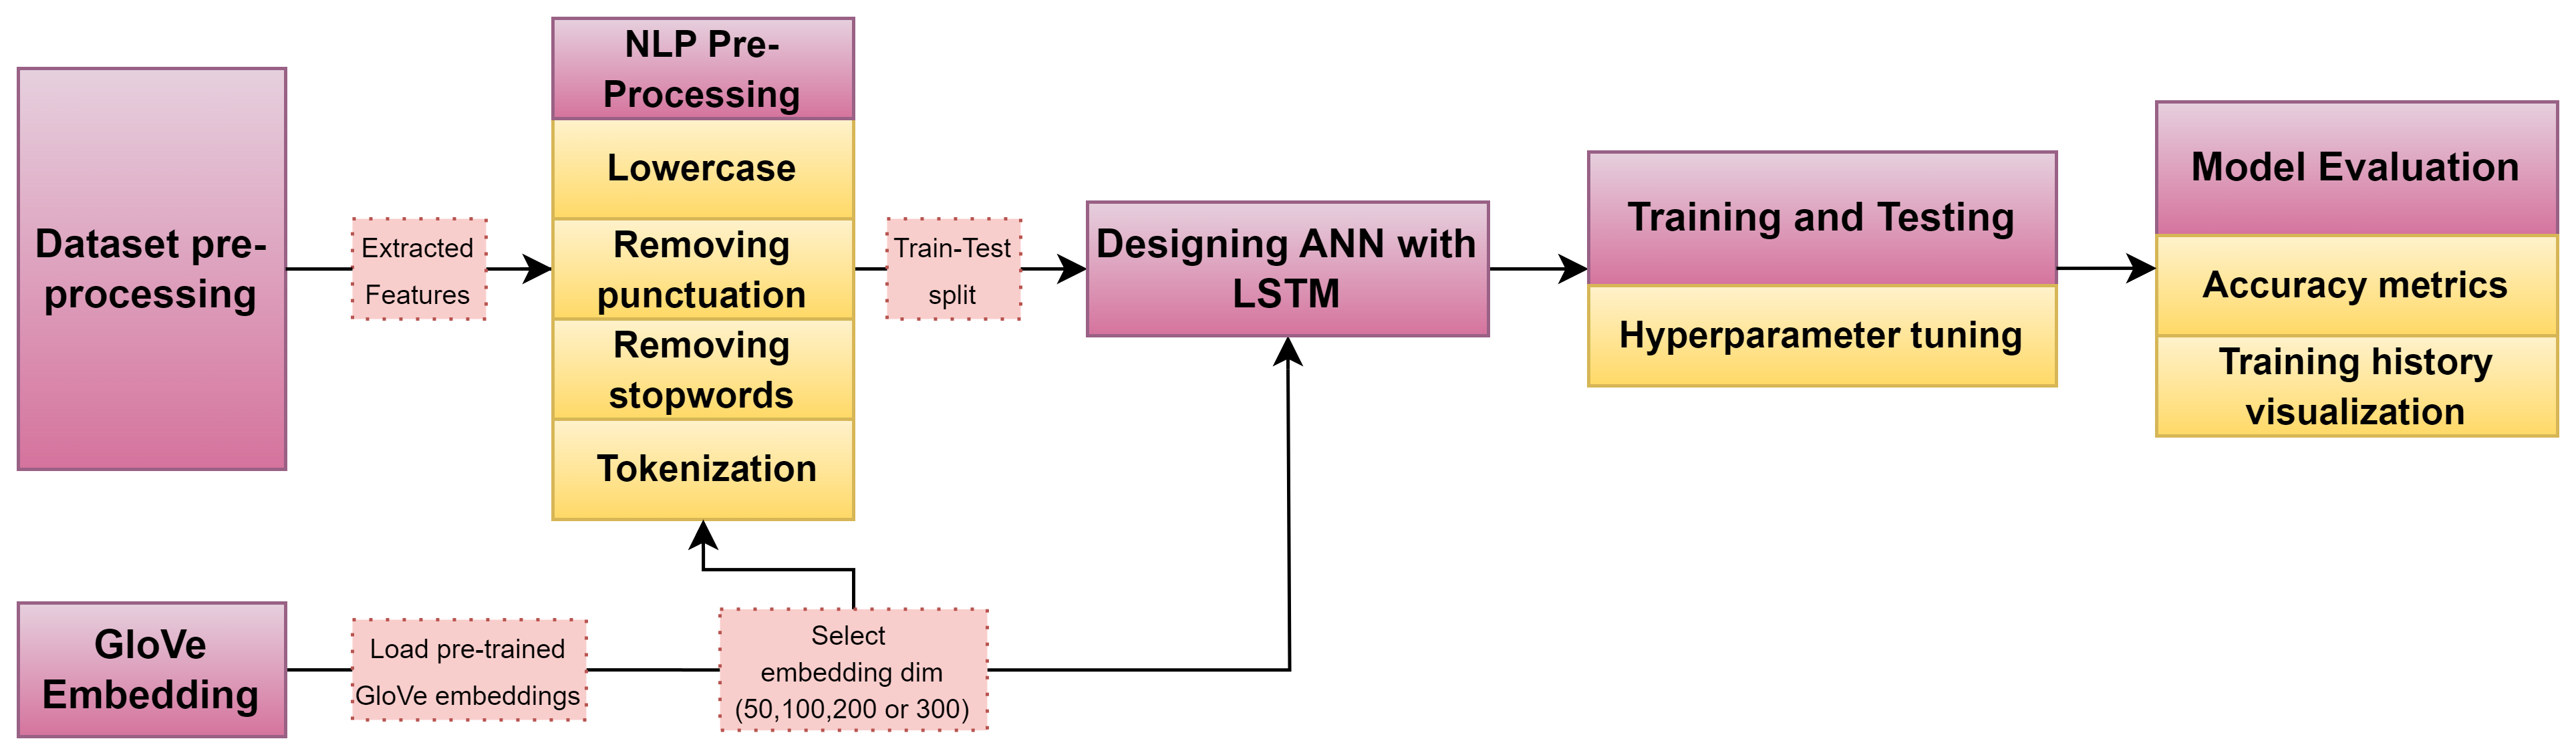 Dataset pre-
processing
Extracted
Features
NLP Pre-
Processing
Lowercase
Removing
punctuation
Removing
stopwords
Tokenization
Train-Test
split
Designing ANN with
LSTM
Training and Testing
Hyperparameter tuning
Model Evaluation
Accuracy metrics
Training history
visualization
GloVe
Embedding
Load pre-trained
GloVe embeddings
Select
embedding dim
(50,100,200 or 300)